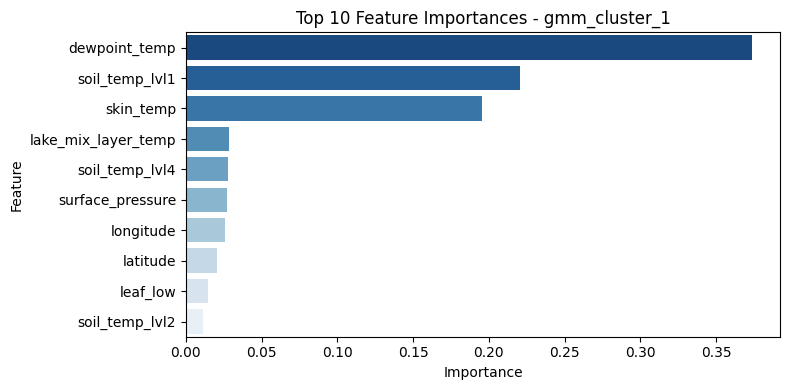 Top 10 Feature Importances - gmm_cluster_1
Feature
dewpoint_temp
soil_temp_lvl1
skin_temp
lake_mix_layer_temp
soil_temp_lvl4
surface_pressure
longitude
latitude
leaf_low
soil_temp_lvl2
0.00 0.05 0.10 0.15 0.20 0.25 0.30 0.35
Importance